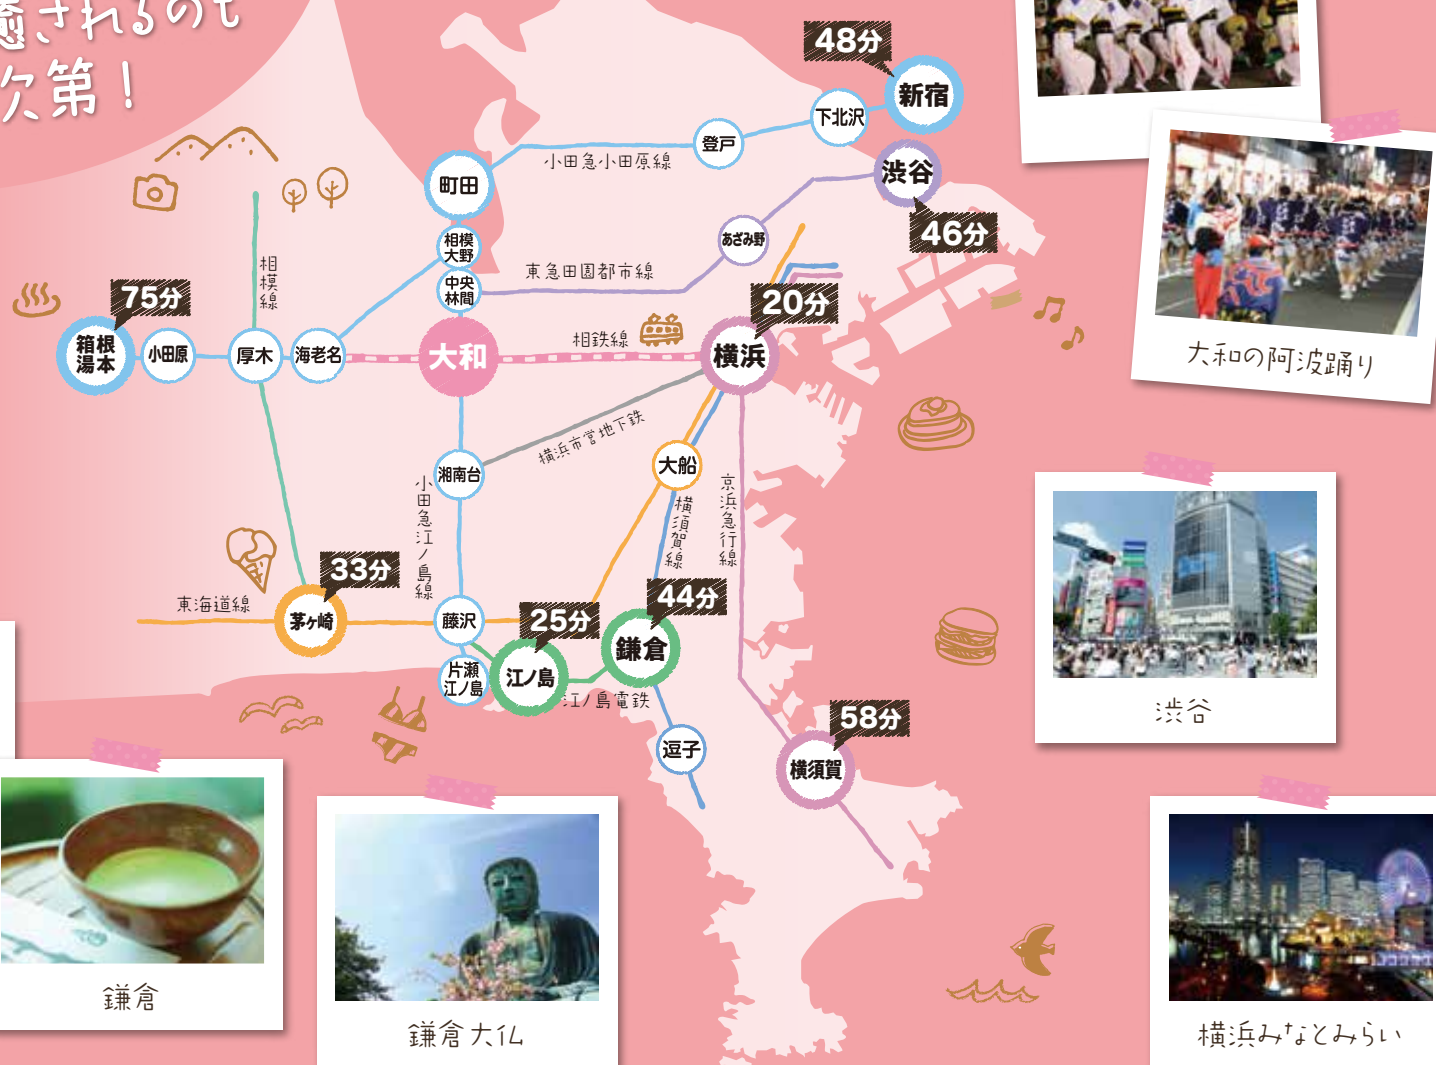 癒されるのも
次第！
48分
新宿
下北沢
登戸
小田急小田原線
町田
渋谷
46分
相模
大野
あざみ野
東急田園都市線
中央
林間
相模線
75分
20分
箱根
湯本
小田原
厚木
海老名
大和
相鉄線
横浜
大和の阿波踊り
横浜市営地下鉄
湘南台
大船
小田急江ノ島線
横須賀線
京浜急行線
33分
東海道線
茅ヶ崎
藤沢
25分
44分
鎌倉
片瀬
江ノ島
江ノ島
江ノ島電鉄
58分
逗子
横須賀
渋谷
鎌倉
鎌倉大仏
横浜みなとみらい